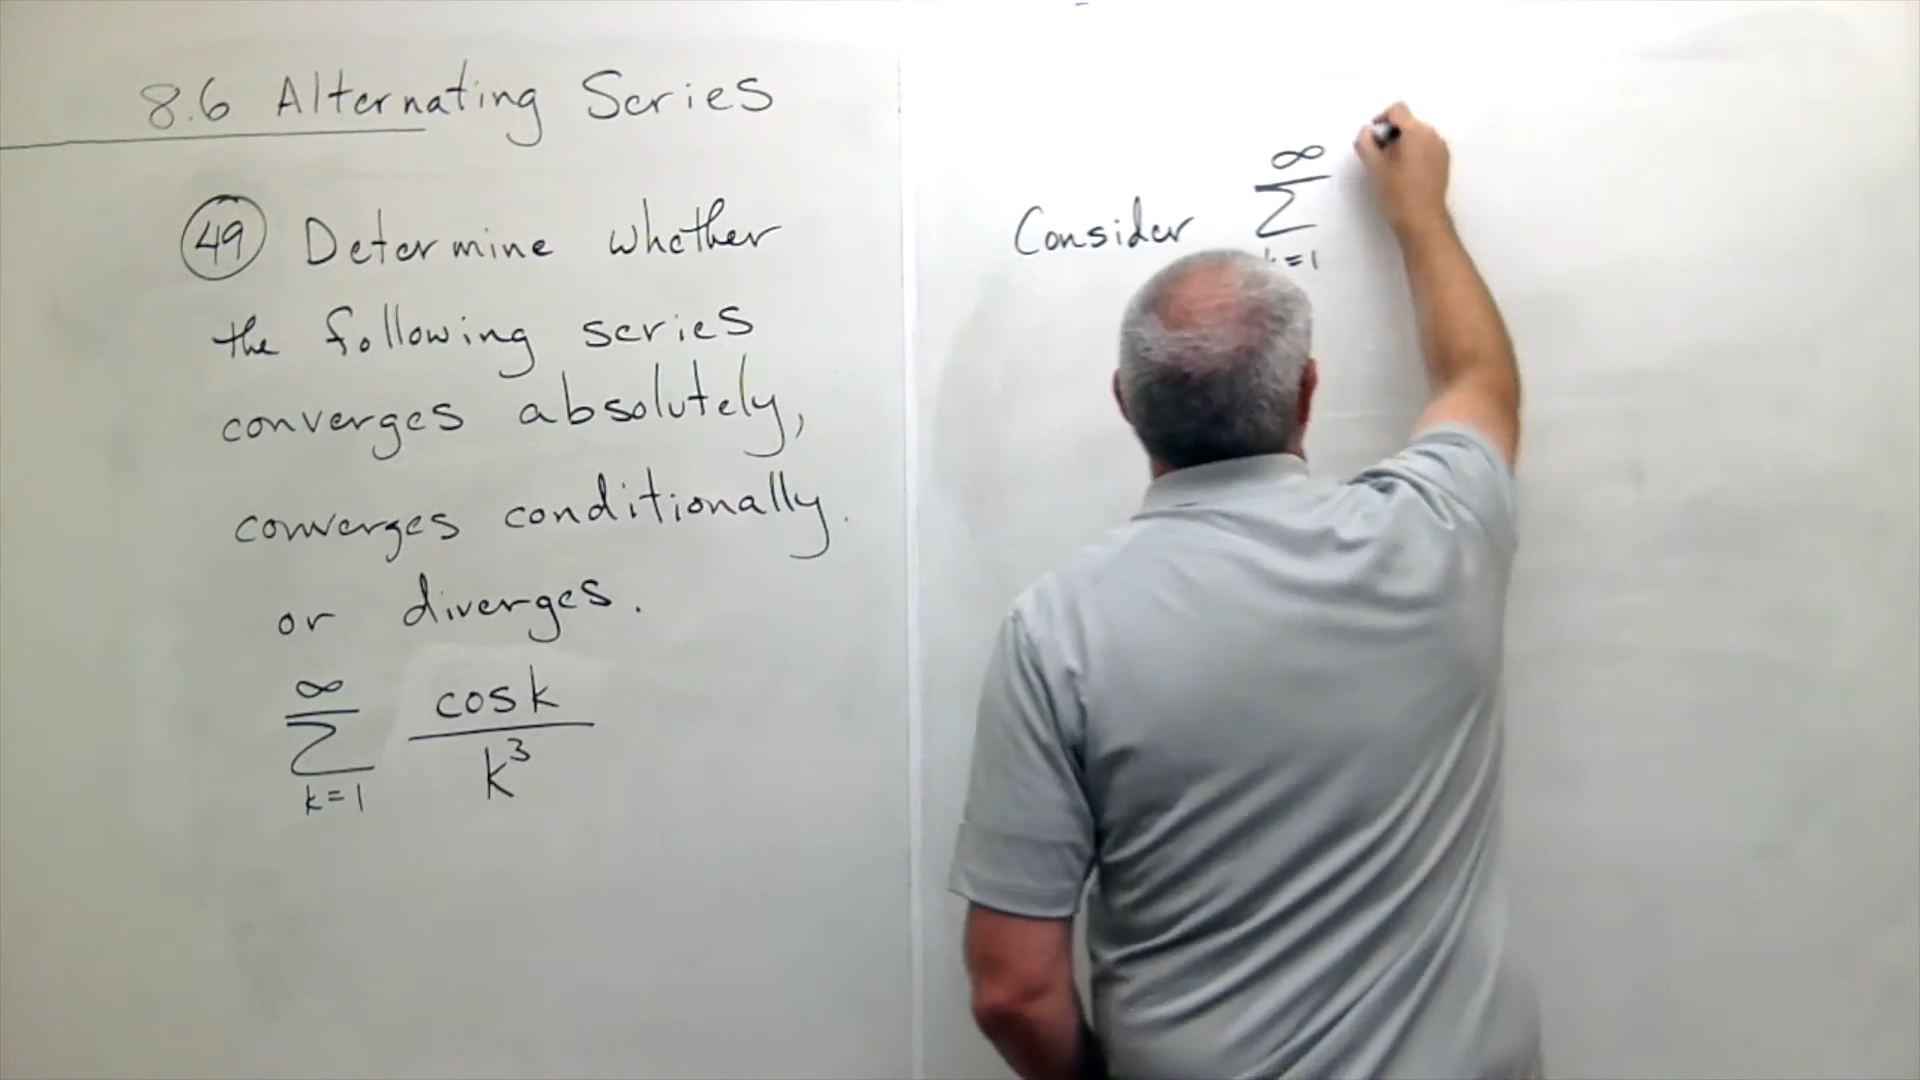 8.6 Alternating Series
49 Determine whether
the following series
converges absolutely,
converges conditionally.
or diverges.
∞
∑ cos k / k³
k=1
∞
Consider ∑
k=1